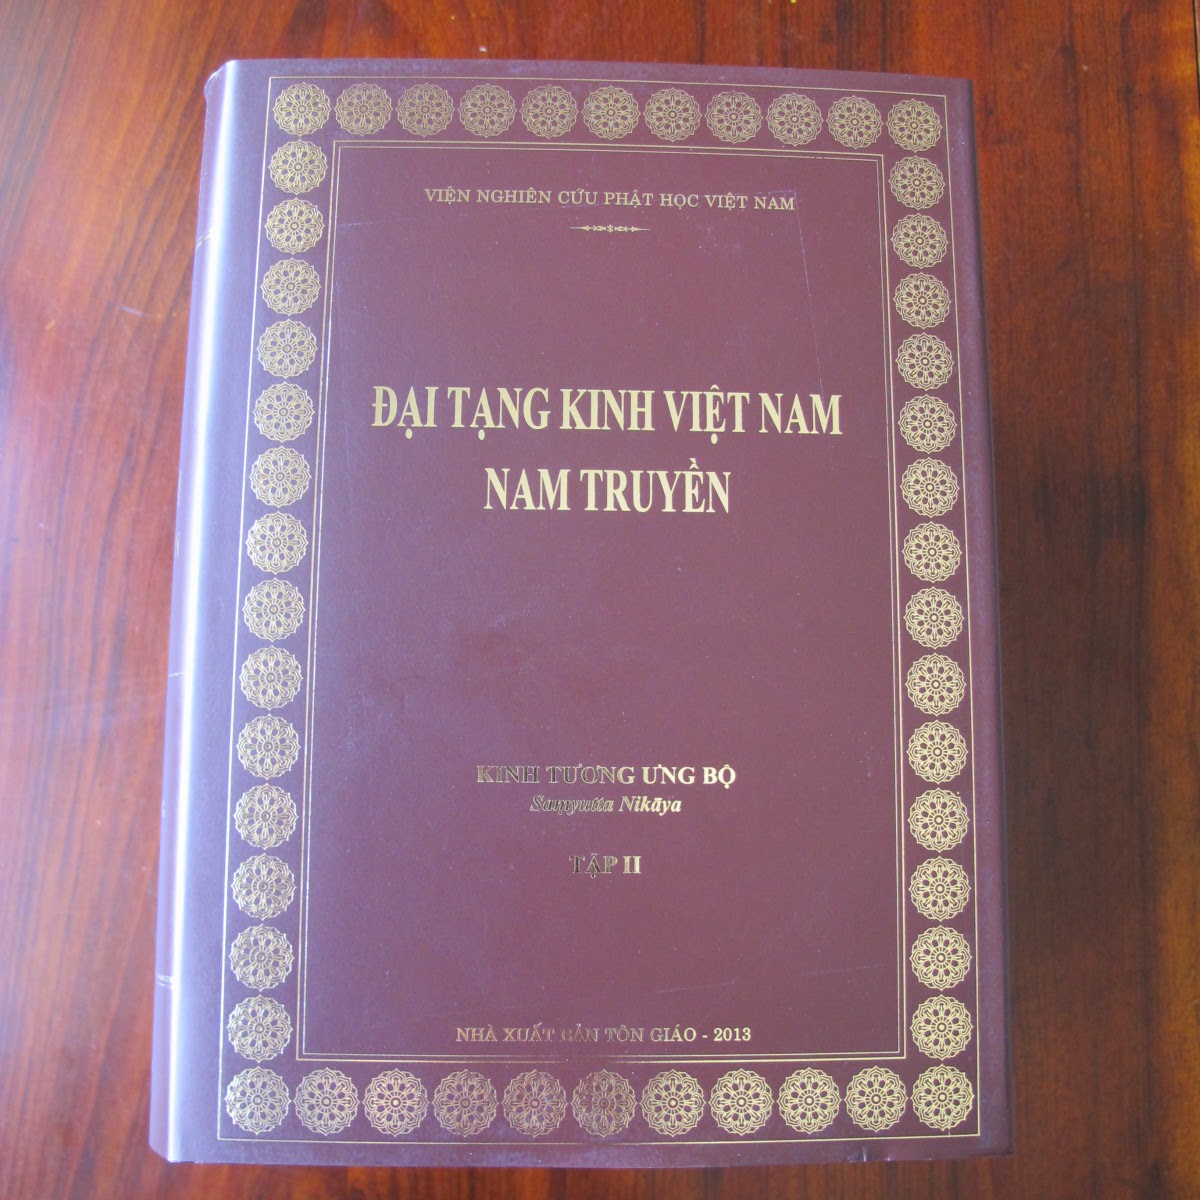 VIỆN NGHIÊN CỨU PHẬT HỌC VIỆT NAM
ĐẠI TẠNG KINH VIỆT NAM
NAM TRUYỀN
KINH TƯƠNG ƯNG BỘ
Saṃyutta Nikāya
TẬP II
NHÀ XUẤT BẢN TÔN GIÁO - 2013